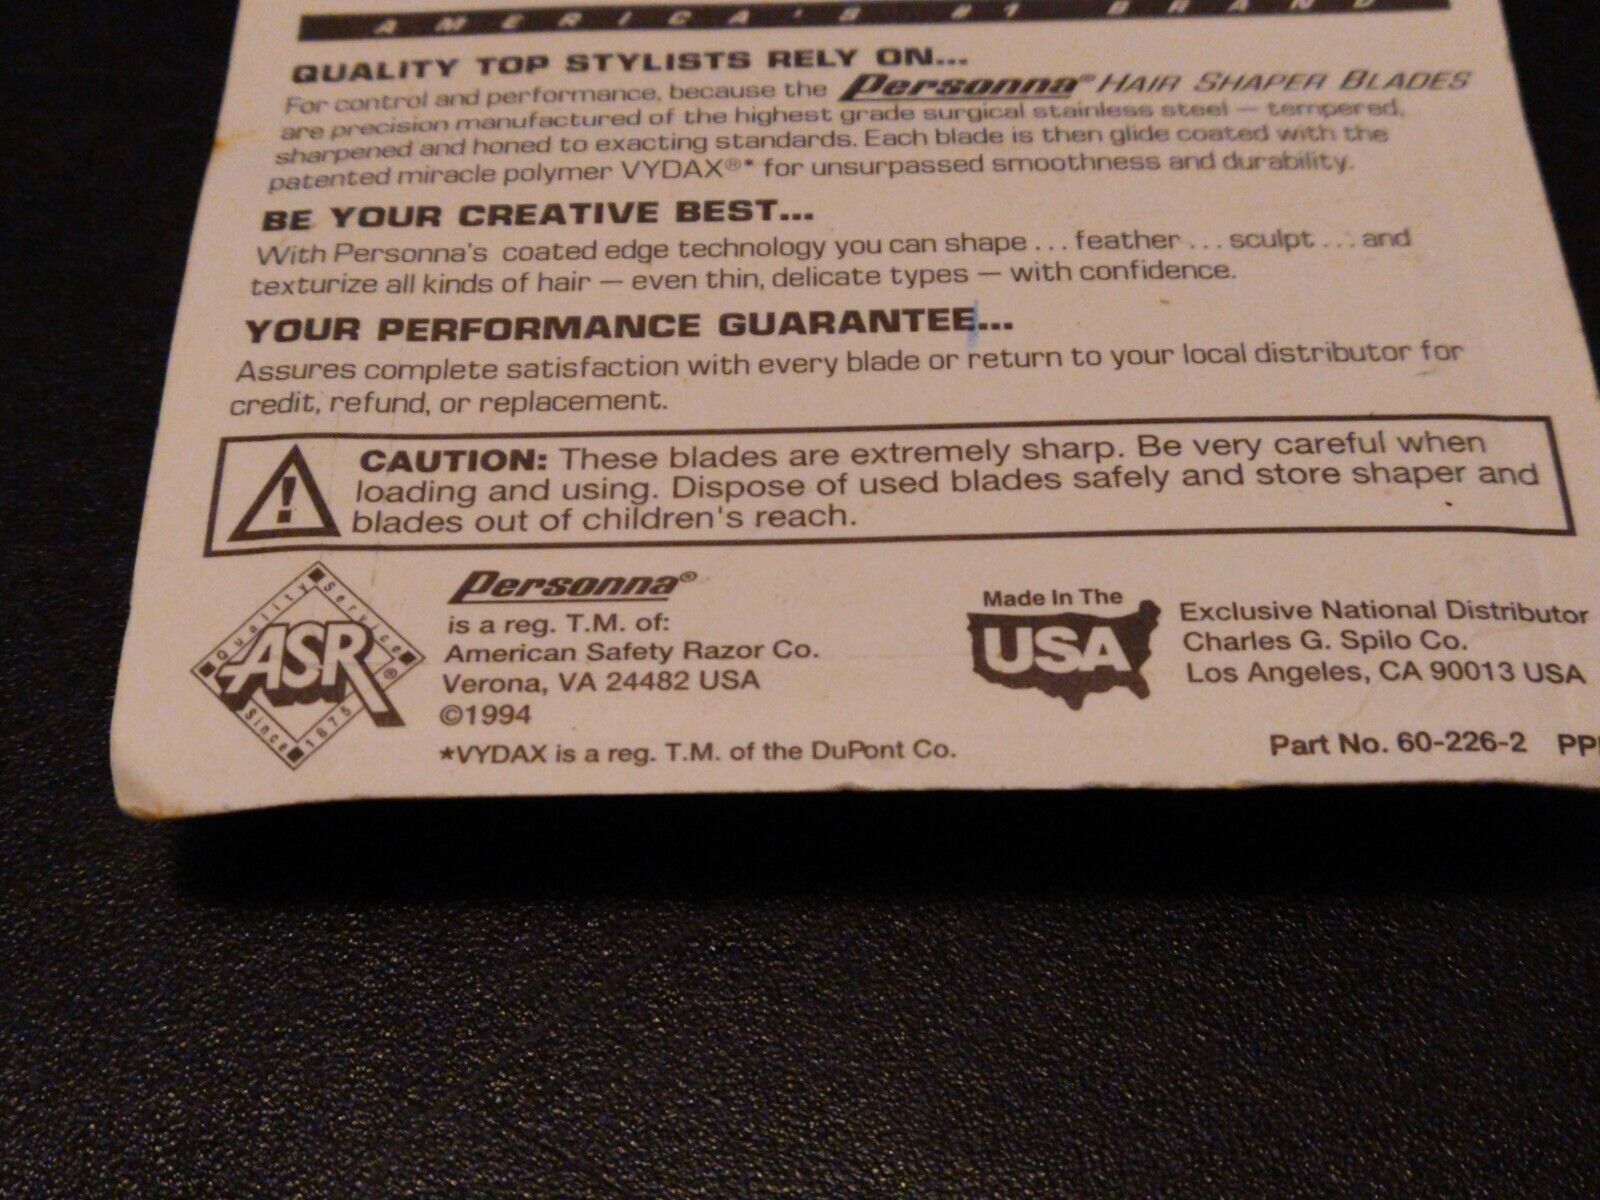 AMERICA'S #1 BRAND
QUALITY TOP STYLISTS RELY ON...
For control and performance, because the Personna® HAIR SHAPER BLADES
are precision manufactured of the highest grade surgical stainless steel — tempered,
sharpened and honed to exacting standards. Each blade is then glide coated with the
patented miracle polymer VYDAX®* for unsurpassed smoothness and durability.
BE YOUR CREATIVE BEST...
With Personna's coated edge technology you can shape . . . feather . . . sculpt . . . and
texturize all kinds of hair — even thin, delicate types — with confidence.
YOUR PERFORMANCE GUARANTEE...
Assures complete satisfaction with every blade or return to your local distributor for
credit, refund, or replacement.
! CAUTION: These blades are extremely sharp. Be very careful when
loading and using. Dispose of used blades safely and store shaper and
blades out of children's reach.
Quality Service
ASR®
Since 1875
Personna®
is a reg. T.M. of:
American Safety Razor Co.
Verona, VA 24482 USA
©1994
*VYDAX is a reg. T.M. of the DuPont Co.
Made In The
USA
Exclusive National Distributor
Charles G. Spilo Co.
Los Angeles, CA 90013 USA
Part No. 60-226-2